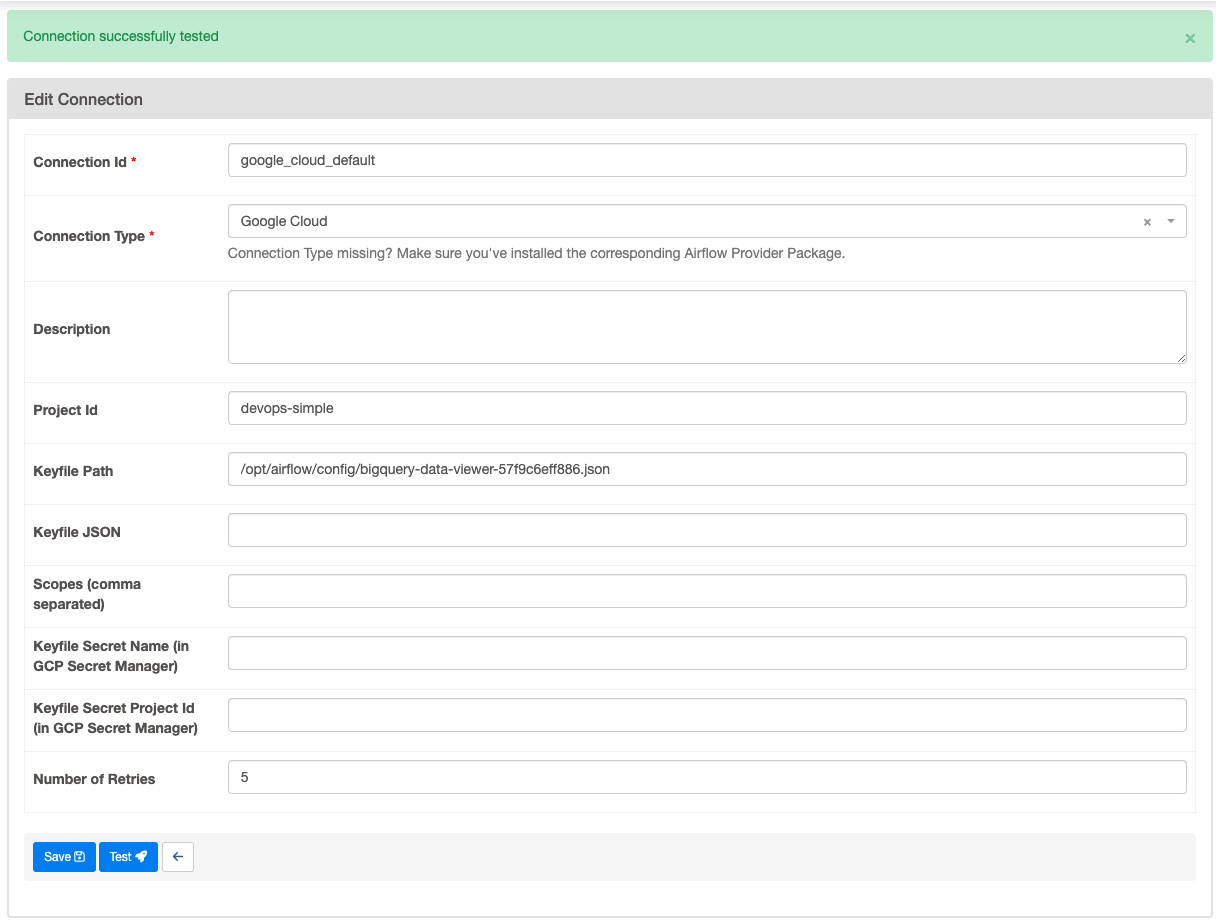 Connection successfully tested
×
Edit Connection
Connection Id *
google_cloud_default
Connection Type *
Google Cloud
×
Connection Type missing? Make sure you've installed the corresponding Airflow Provider Package.
Description
Project Id
devops-simple
Keyfile Path
/opt/airflow/config/bigquery-data-viewer-57f9c6eff886.json
Keyfile JSON
Scopes (comma
separated)
Keyfile Secret Name (in
GCP Secret Manager)
Keyfile Secret Project Id
(in GCP Secret Manager)
Number of Retries
5
Save
Test